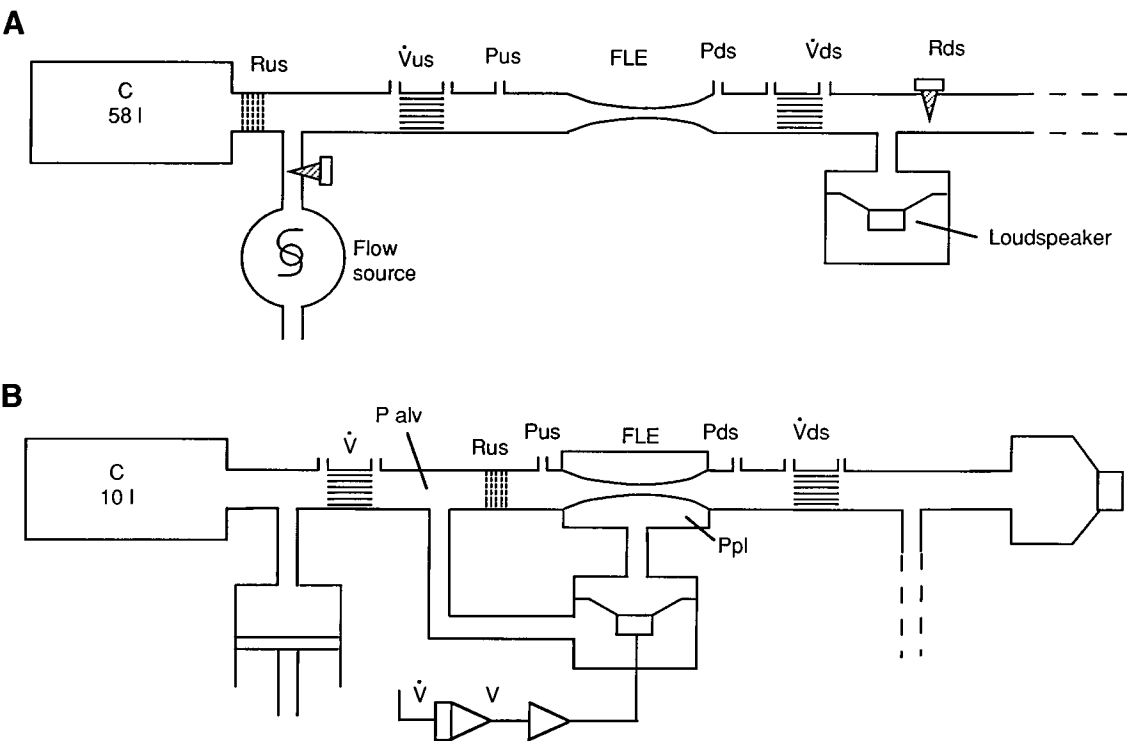 A
Rus
V̇us
Pus
FLE
Pds
V̇ds
Rds
C
58 l
Flow
source
Loudspeaker
B
P alv
V̇
Rus
Pus
FLE
Pds
V̇ds
C
10 l
Ppl
V̇
V